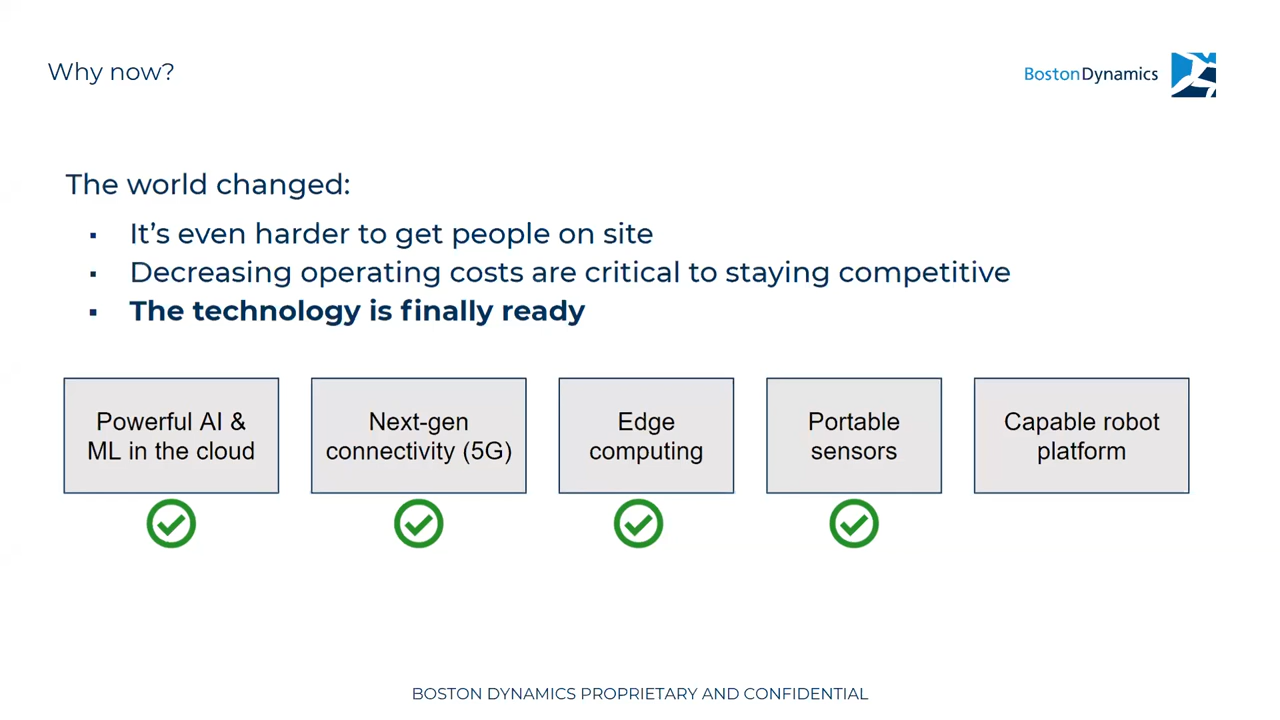 Why now?
BostonDynamics
The world changed:
▪ It’s even harder to get people on site
▪ Decreasing operating costs are critical to staying competitive
▪ The technology is finally ready
Powerful AI &
ML in the cloud
Next-gen
connectivity (5G)
Edge
computing
Portable
sensors
Capable robot
platform
BOSTON DYNAMICS PROPRIETARY AND CONFIDENTIAL